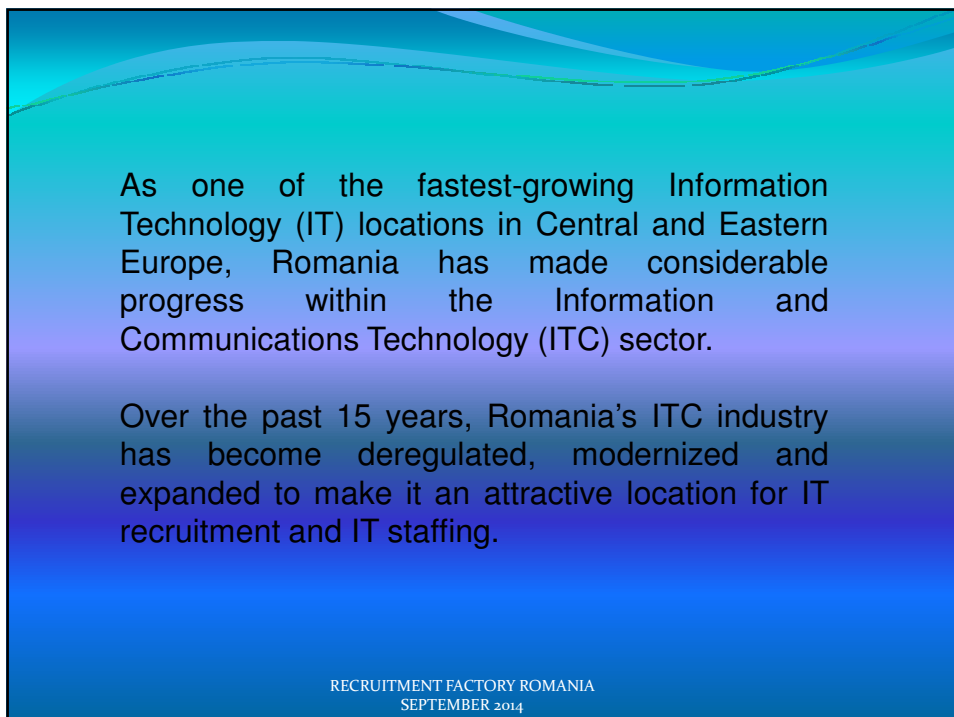 As one of the fastest-growing Information
Technology (IT) locations in Central and Eastern
Europe, Romania has made considerable
progress within the Information and
Communications Technology (ITC) sector.
Over the past 15 years, Romania’s ITC industry
has become deregulated, modernized and
expanded to make it an attractive location for IT
recruitment and IT staffing.
RECRUITMENT FACTORY ROMANIA
SEPTEMBER 2014